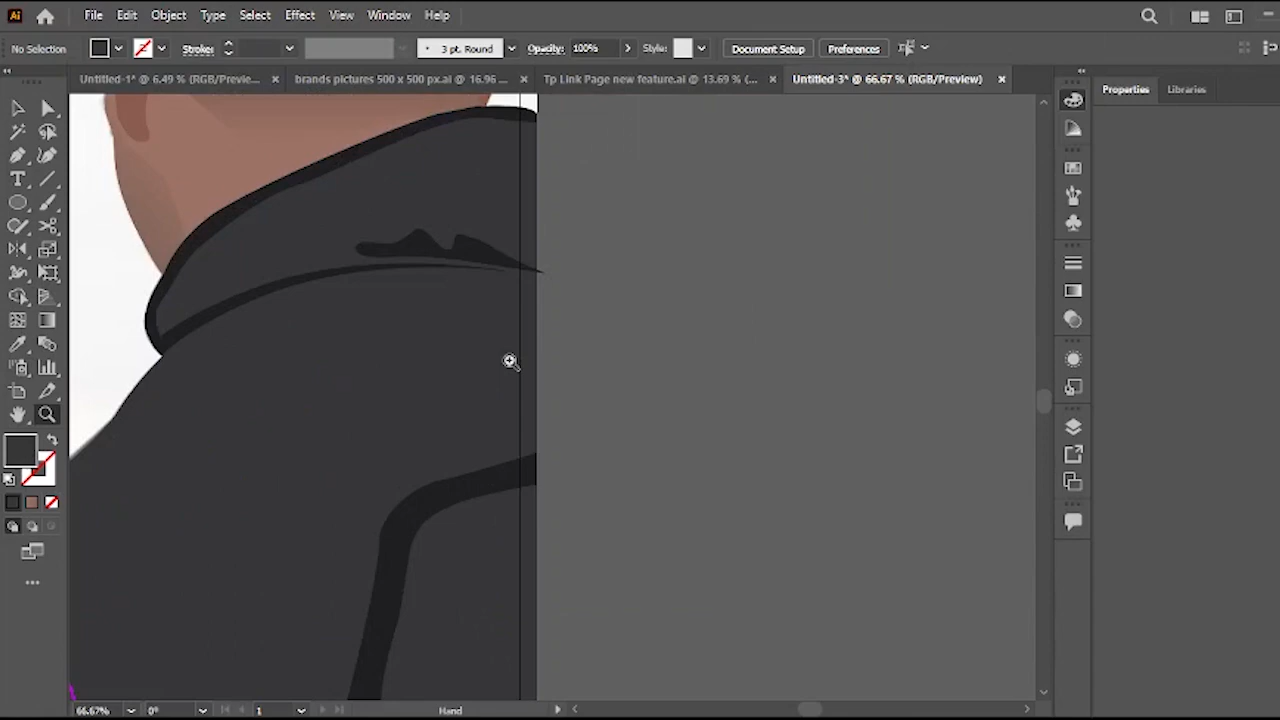 Ai File Edit Object Type Select Effect View Window Help
No Selection Stroke: 3 pt. Round Opacity: 100% Style: Document Setup Preferences
Untitled-1* @ 6.49 % (RGB/Previe... × brands pictures 500 x 500 px.ai @ 16.96 ... × Tp Link Page new feature.ai @ 13.69 % (... × Untitled-3* @ 66.67 % (RGB/Preview) ×
Properties Libraries
66.67% 0° 1 Hand